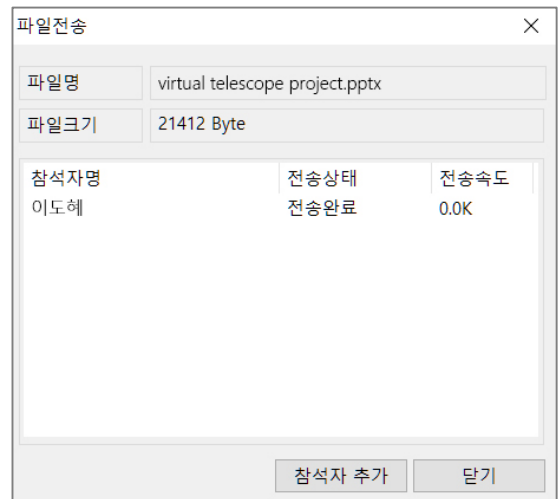 파일전송
파일명 virtual telescope project.pptx
파일크기 21412 Byte
참석자명 전송상태 전송속도
이도혜 전송완료 0.0K
참석자 추가 닫기